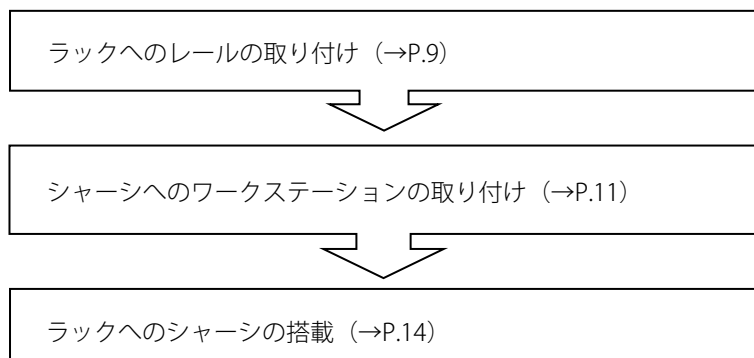 ラックへのレールの取り付け（→P.9）
シャーシへのワークステーションの取り付け（→P.11）
ラックへのシャーシの搭載（→P.14）